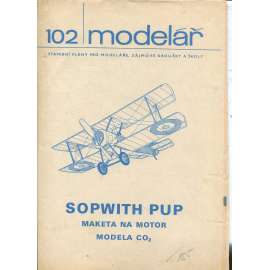 102 modelář
STAVEBNÍ PLÁNY PRO MODELÁŘE, ZÁJMOVÉ KROUŽKY A ŠKOLY
SOPWITH PUP
MAKETA NA MOTOR
MODELA CO₂